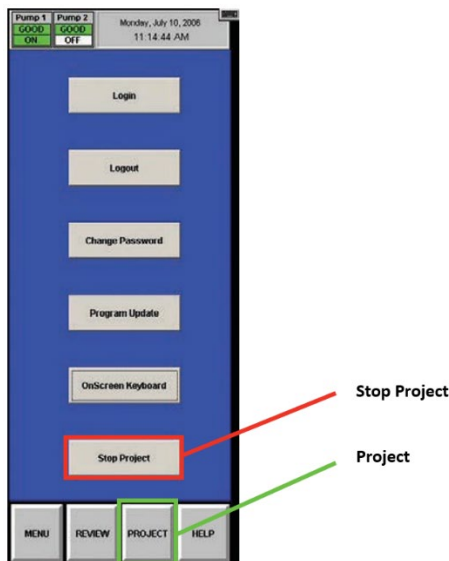 Pump 1 Pump 2
GOOD GOOD
ON OFF
Monday, July 10, 2006
11:14:44 AM
Login
Logout
Change Password
Program Update
OnScreen Keyboard
Stop Project
Stop Project
Project
MENU REVIEW PROJECT HELP